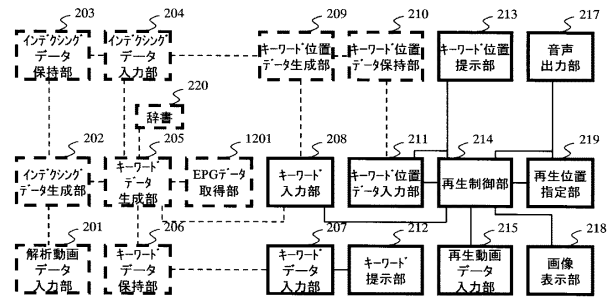 203
204
209
210
213
217
インデクシング
データ
保持部
インデクシング
データ
入力部
キーワード位置
データ生成部
キーワード位置
データ保持部
キーワード位置
提示部
音声
出力部
220
辞書
202
205
1201
208
211
214
219
インデクシング
データ生成部
キーワード
データ
生成部
EPGデータ
取得部
キーワード
入力部
キーワード位置
データ入力部
再生制御部
再生位置
指定部
201
206
207
212
215
218
解析動画
データ
入力部
キーワード
データ
保持部
キーワード
データ
入力部
キーワード
提示部
再生動画
データ
入力部
画像
表示部